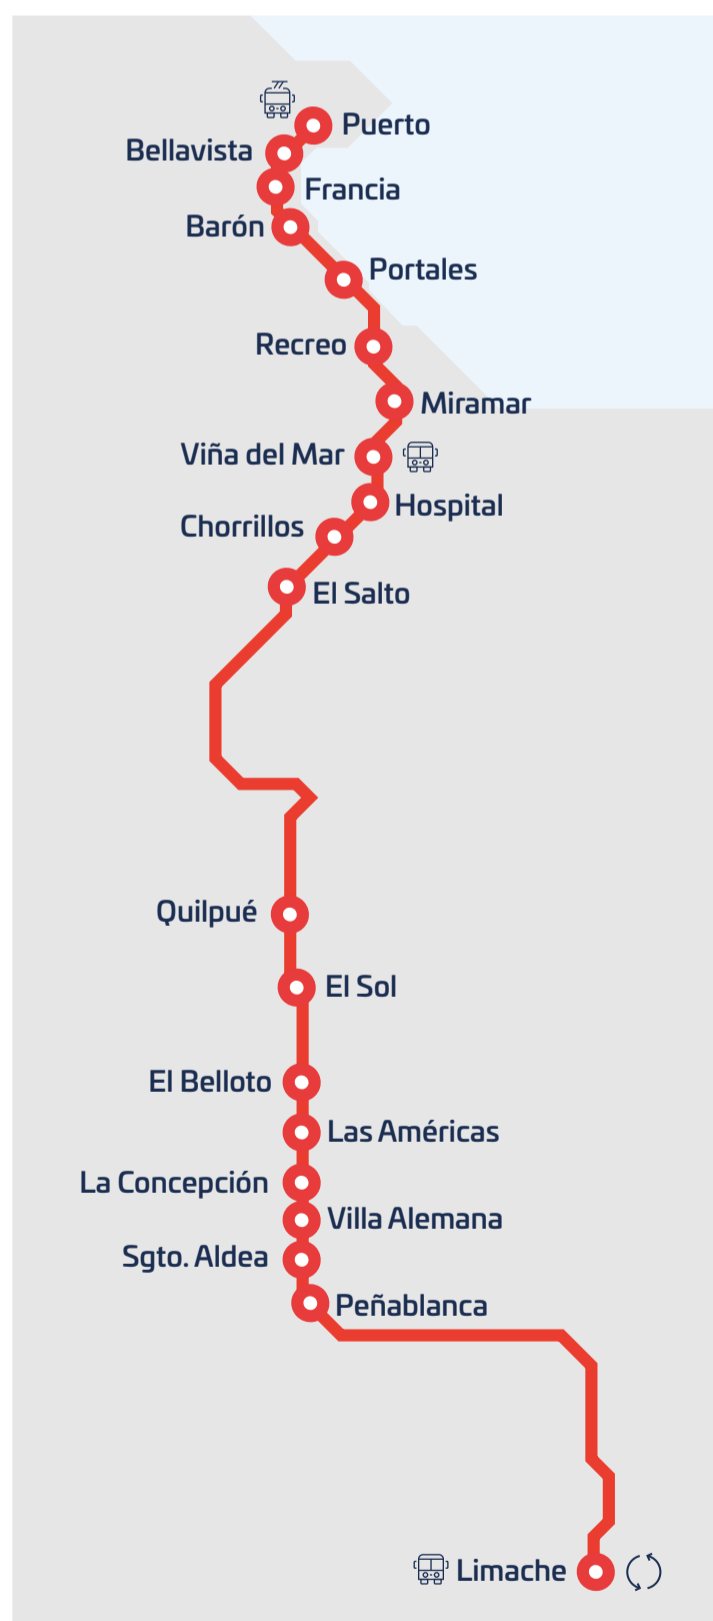 Puerto
Bellavista
Francia
Barón
Portales
Recreo
Miramar
Viña del Mar
Hospital
Chorrillos
El Salto
Quilpué
El Sol
El Belloto
Las Américas
La Concepción
Villa Alemana
Sgto. Aldea
Peñablanca
Limache